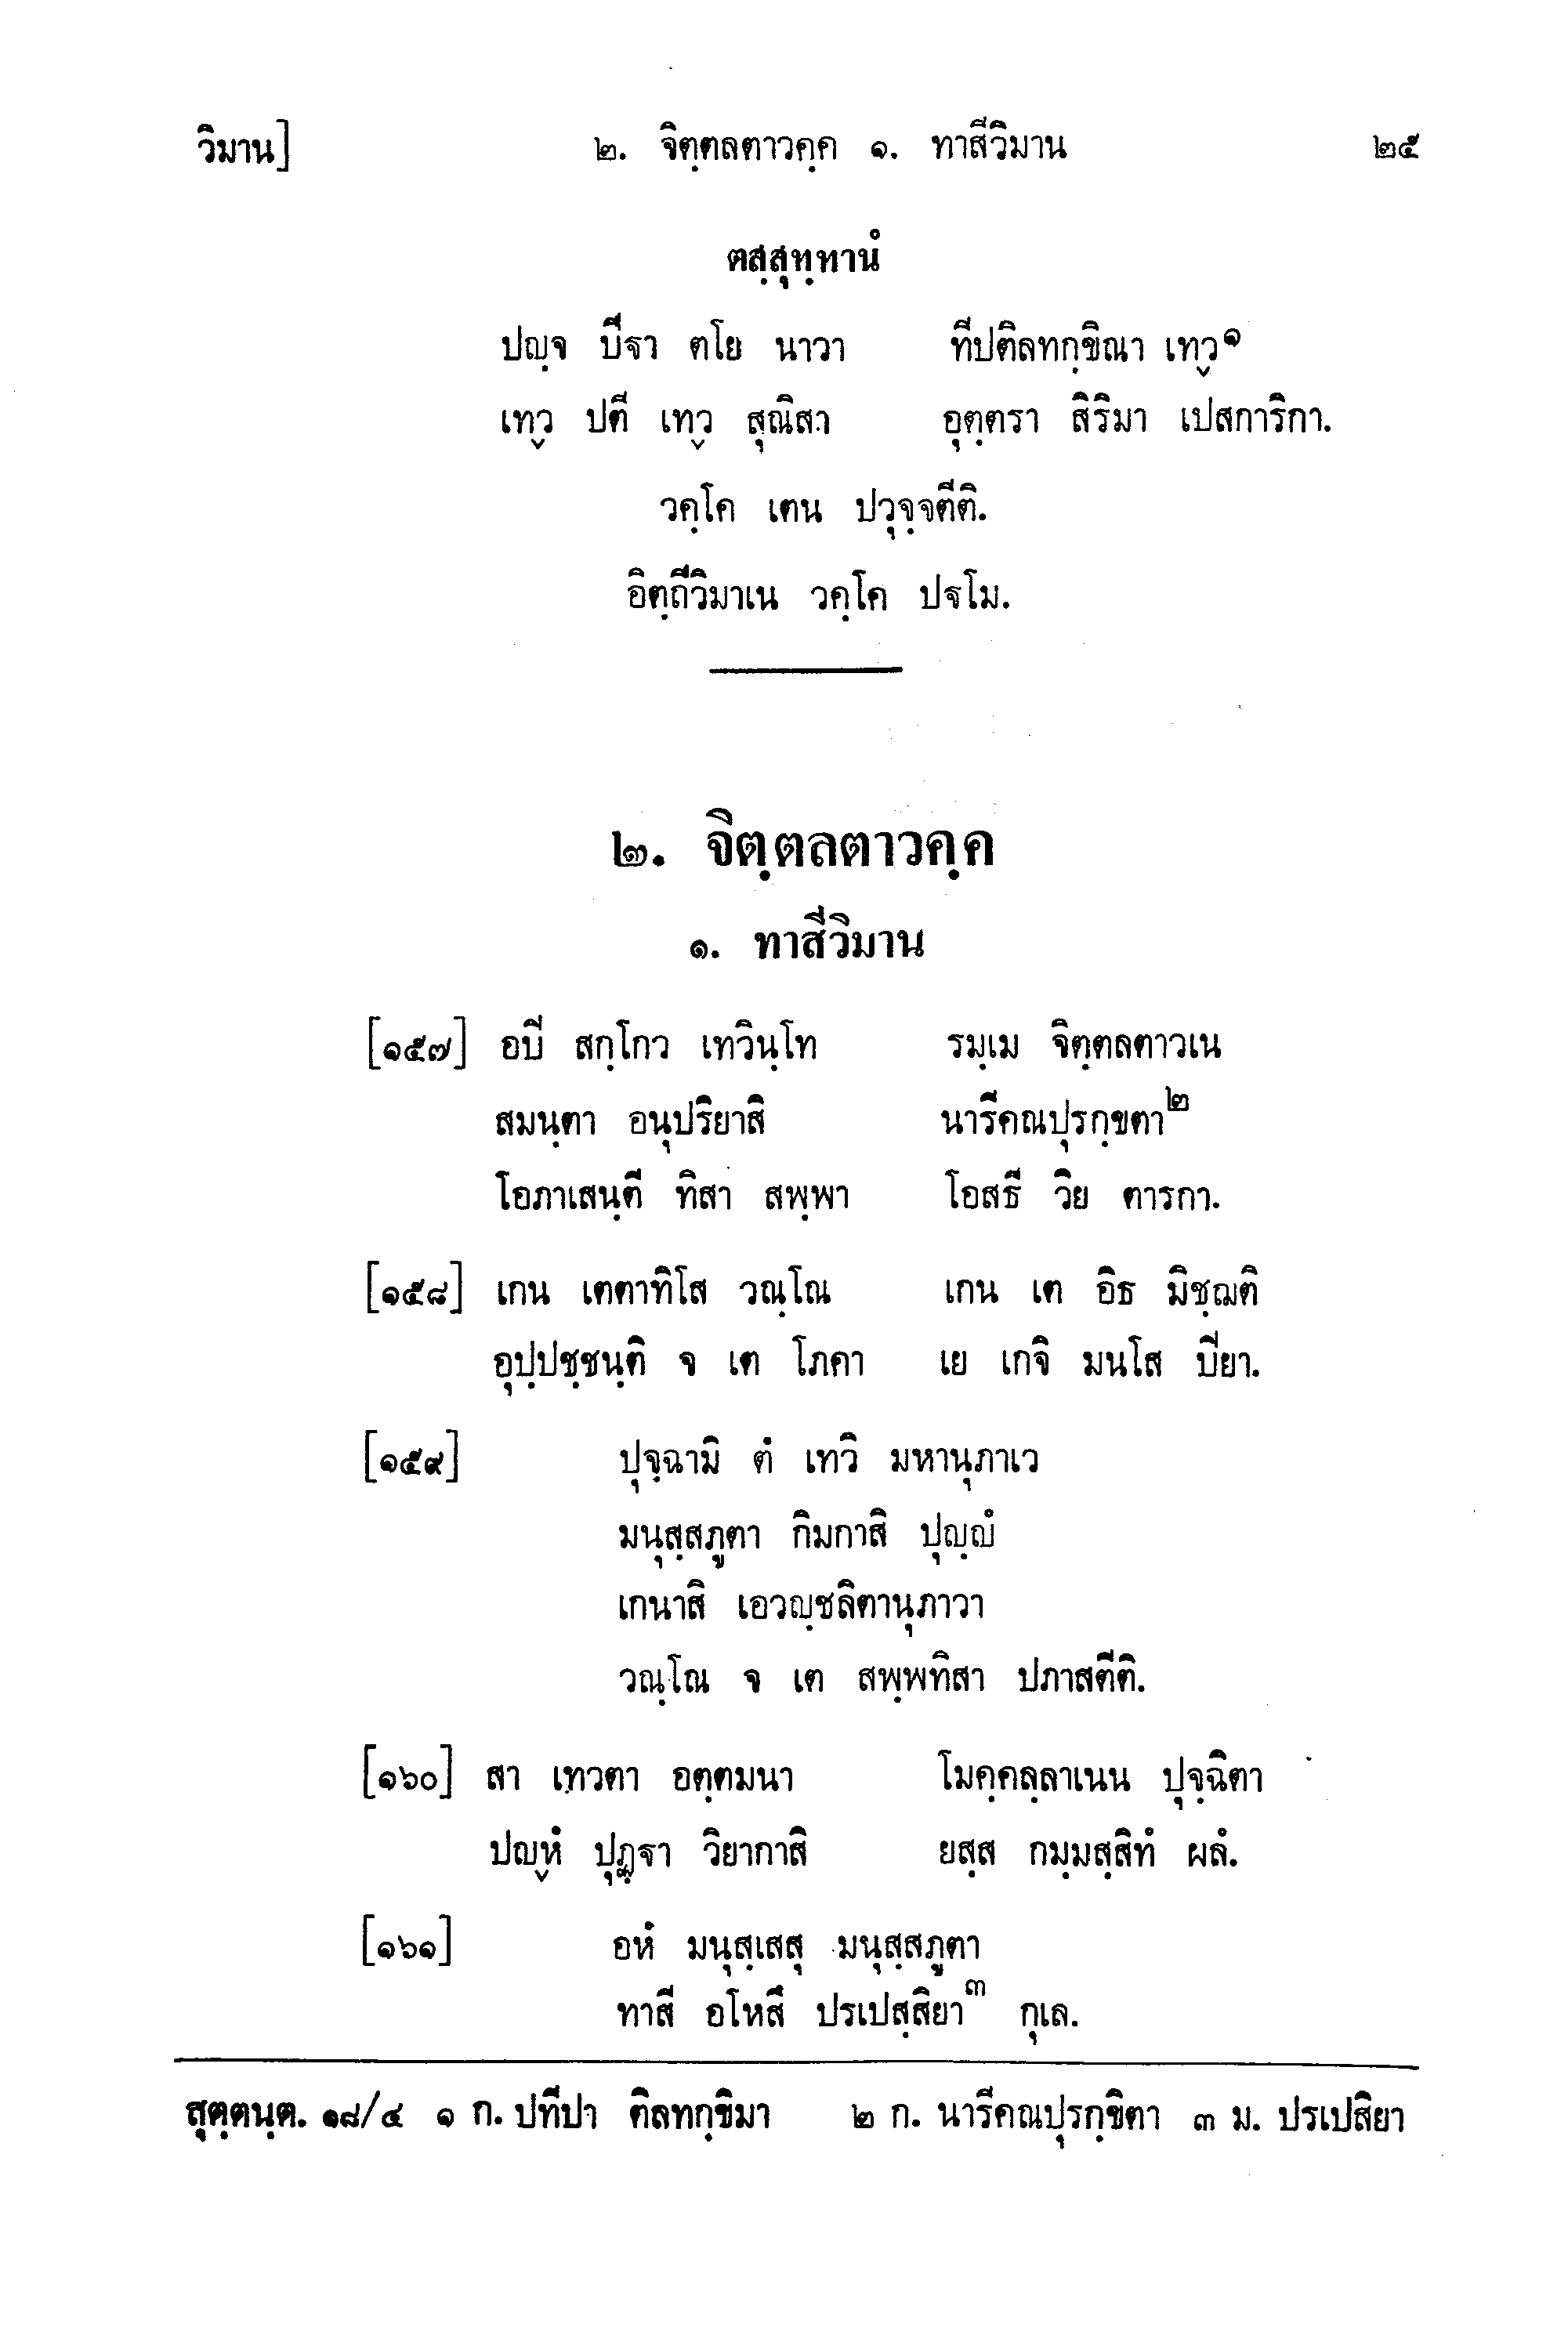 วิมาน] ๒. จิตฺตลตาวคฺค ๑. ทาสีวิมาน ๒๕
ตสฺสุทฺทานํ
ปญฺจ ปีฐา ตโย นาวา ทีปติลทกฺขิณา เทฺว๑
เทฺว ปตี เทฺว สุณิสา อุตฺตรา สิริมา เปสการิกา.
วคฺโค เตน ปวุจฺจตีติ.
อิตฺถีวิมาเน วคฺโค ปฐโม.
๒. จิตฺตลตาวคฺค
๑. ทาสีวิมาน
[๑๕๗] อปิ สกฺโกว เทวินฺโท รมฺเม จิตฺตลตาวเน
สมนฺตา อนุปริยาสิ นารีคณปุรกฺขตา๒
โอภาเสนฺตี ทิสา สพฺพา โอสธี วิย ตารกา.
[๑๕๘] เกน เตตาทิโส วณฺโณ เกน เต อิธ มิชฺฌติ
อุปฺปชฺชนฺติ จ เต โภคา เย เกจิ มนโส ปิยา.
[๑๕๙] ปุจฺฉามิ ตํ เทวิ มหานุภาเว
มนุสฺสภูตา กิมกาสิ ปุญฺญํ
เกนาสิ เอวญฺชลิตานุภาวา
วณฺโณ จ เต สพฺพทิสา ปภาสตีติ.
[๑๖๐] สา เทวตา อตฺตมนา โมคฺคลฺลาเนน ปุจฺฉิตา
ปญฺหํ ปุฏฺฐา วิยากาสิ ยสฺส กมฺมสฺสิทํ ผลํ.
[๑๖๑] อหํ มนุสฺเสสุ มนุสฺสภูตา
ทาสี อโหสึ ปรเปสฺสิยา๓ กุเล.
สุตฺตนฺต. ๑๘/๔ ๑ ก. ปทีปา ติลทกฺขิมา ๒ ก. นารีคณปุรกฺขิตา ๓ ม. ปรเปสิยา